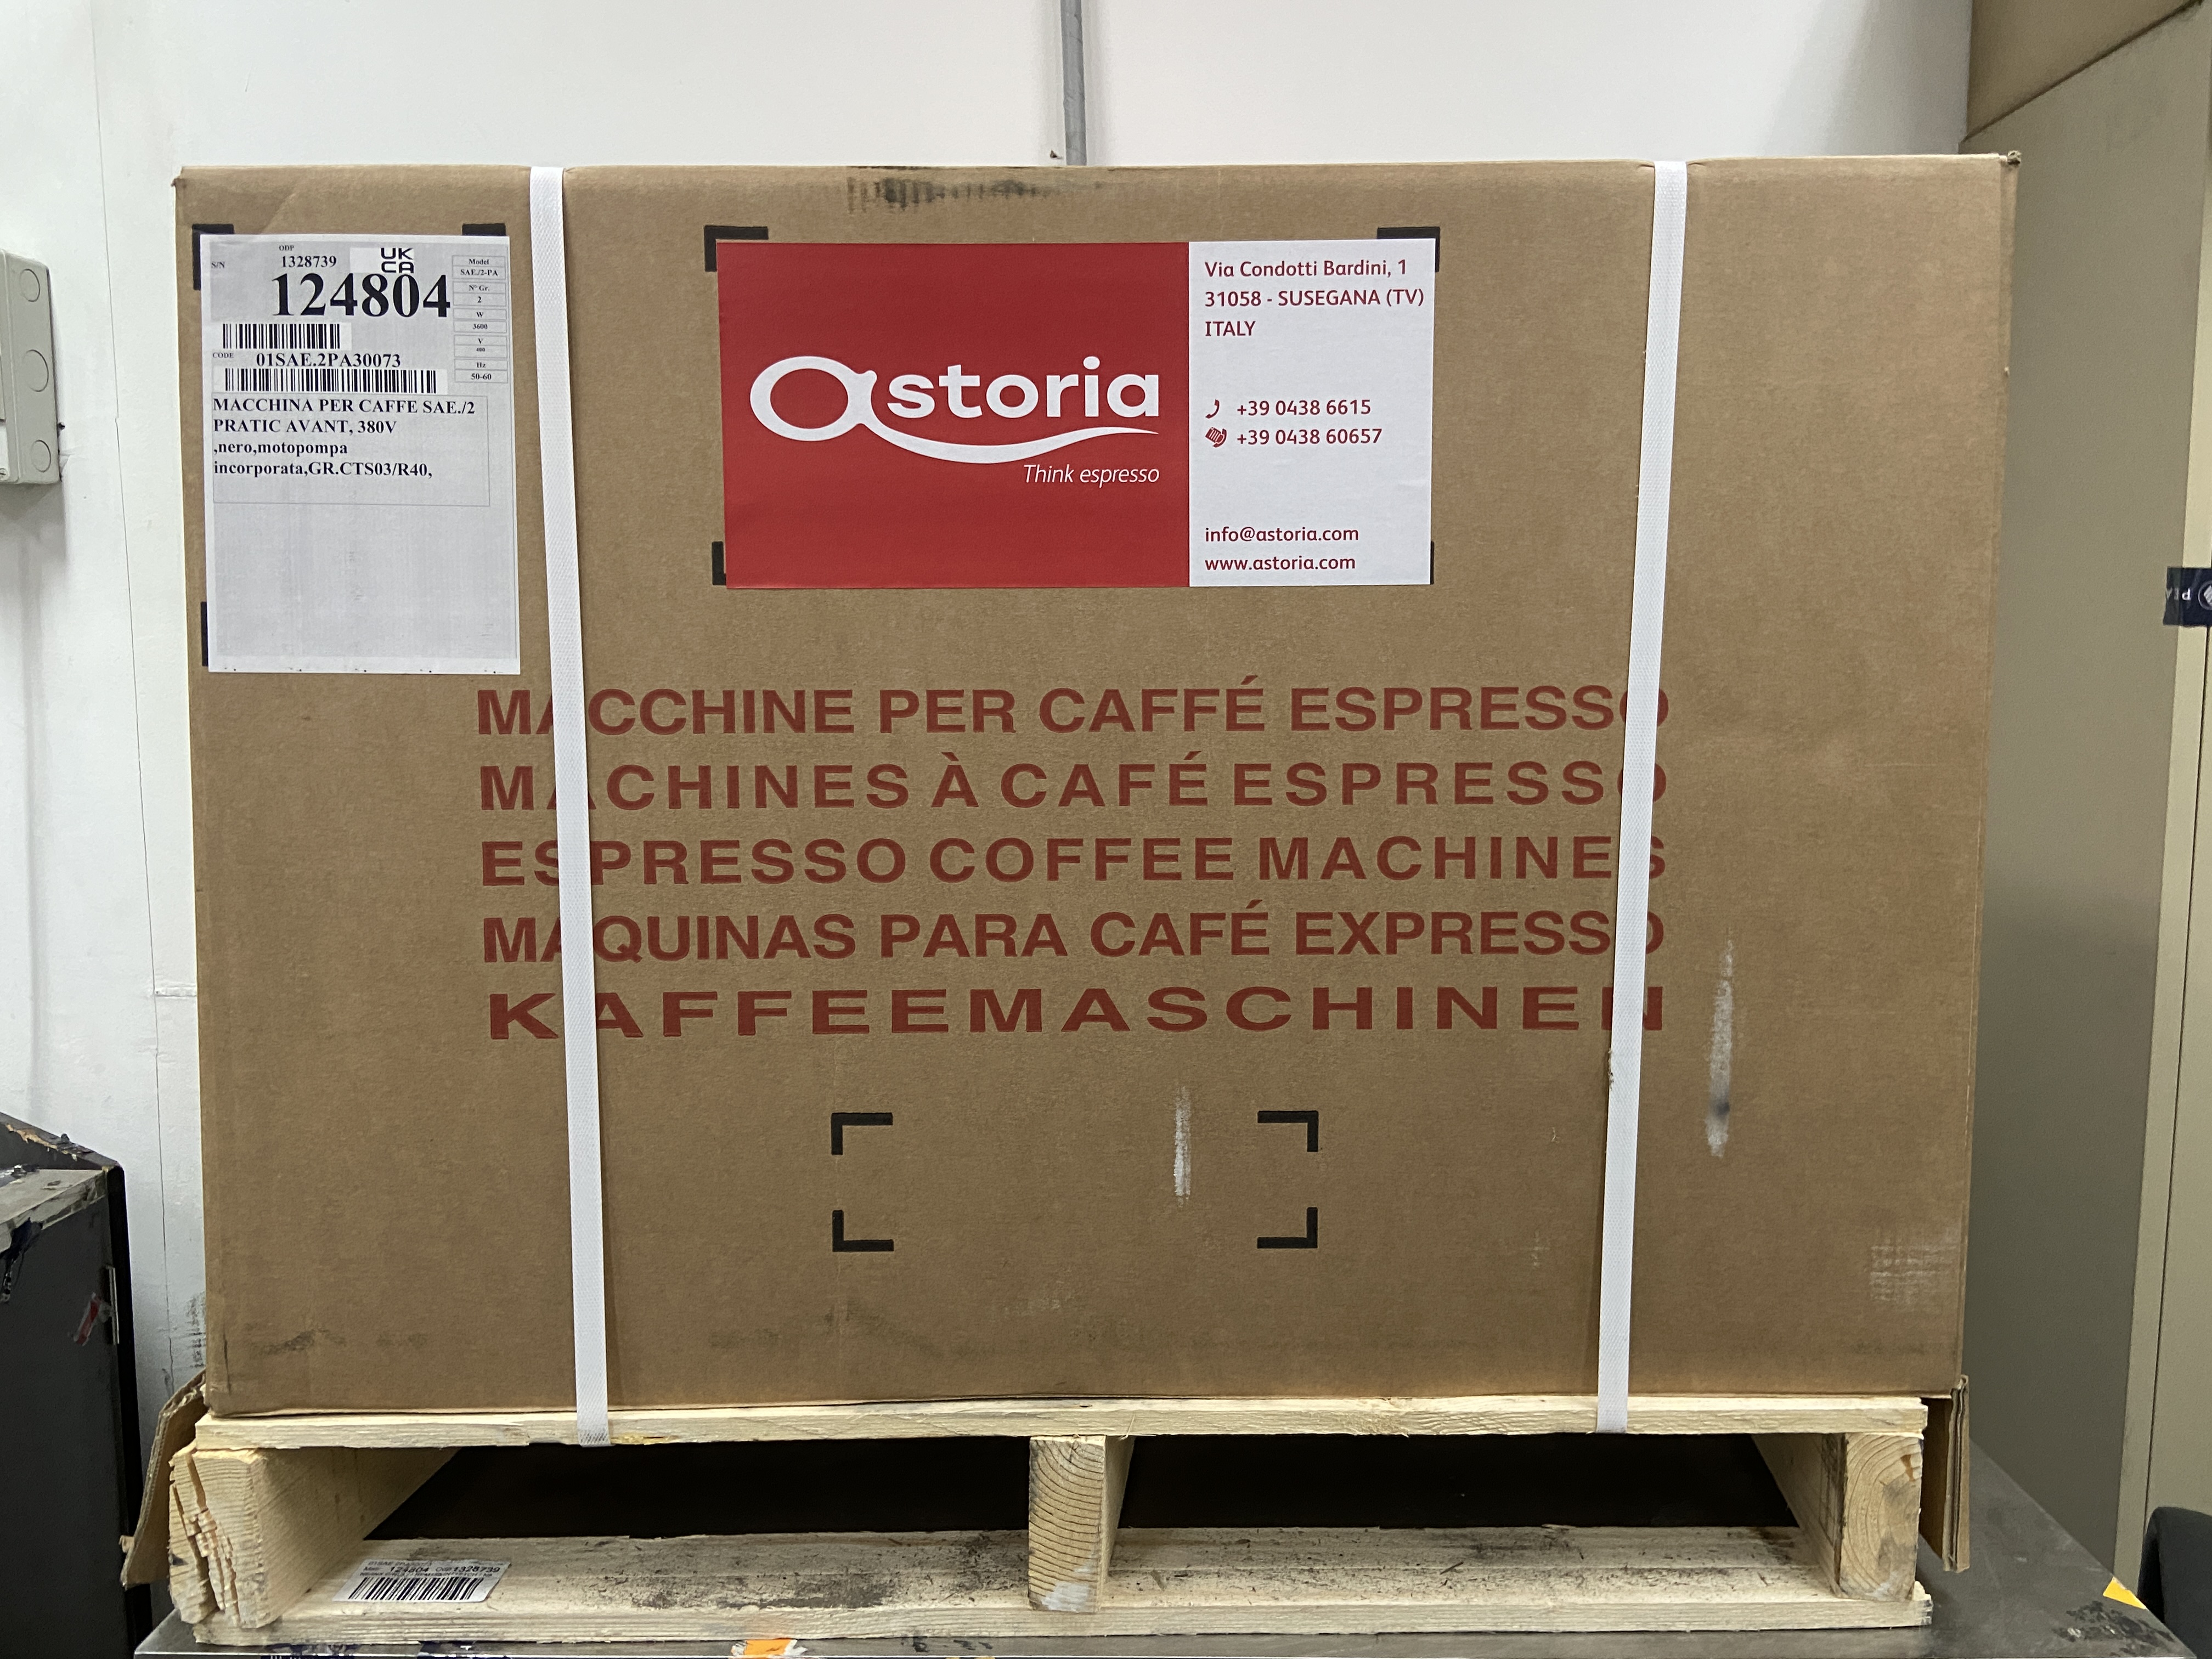 S/N
ODP
1328739
UK
CA
124804
CODE
01SAE.2PA30073
MACCHINA PER CAFFE SAE./2
PRATIC AVANT, 380V
,nero,motopompa
incorporata,GR.CTS03/R40,
Model
SAE./2-PA
N° Gr.
2
W
3600
V
400
Hz
50-60
astoria
Think espresso
Via Condotti Bardini, 1
31058 - SUSEGANA (TV)
ITALY
+39 0438 6615
+39 0438 60657
info@astoria.com
www.astoria.com
MACCHINE PER CAFFÉ ESPRESSO
MACHINES À CAFÉ ESPRESSO
ESPRESSO COFFEE MACHINES
MAQUINAS PARA CAFÉ EXPRESSO
KAFFEEMASCHINEN
124804 1328739